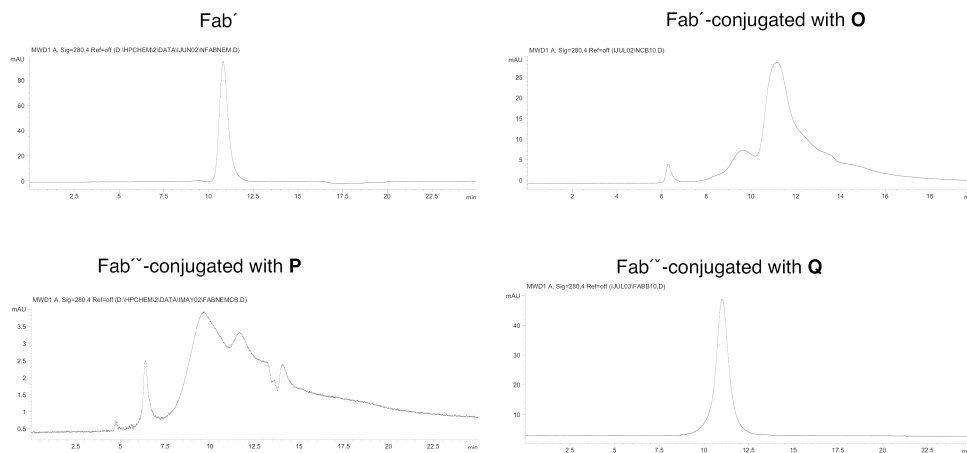 Fab´
MWD1 A, Sig=280,4 Ref=off (D:\HPCHEM\2\DATA\IJUN02\NFABNEM.D)
mAU
80
60
40
20
0
2.5 5 7.5 10 12.5 15 17.5 20 22.5 min
Fab´-conjugated with O
MWD1 A, Sig=280,4 Ref=off (IJUL02\NCB10.D)
mAU
25
20
15
10
5
0
2 4 6 8 10 12 14 16 18 m
Fab´˘-conjugated with P
MWD1 A, Sig=280,4 Ref=off (D:\HPCHEM\2\DATA\IMAY02\FABNEMCB.D)
mAU
3.5
3
2.5
2
1.5
1
0.5
2.5 5 7.5 10 12.5 15 17.5 20 22.5 min
Fab´˘-conjugated with Q
MWD1 A, Sig=280,4 Ref=off (IJUL03\FABB10.D)
mAU
40
30
20
10
2.5 5 7.5 10 12.5 15 17.5 20 22.5 m